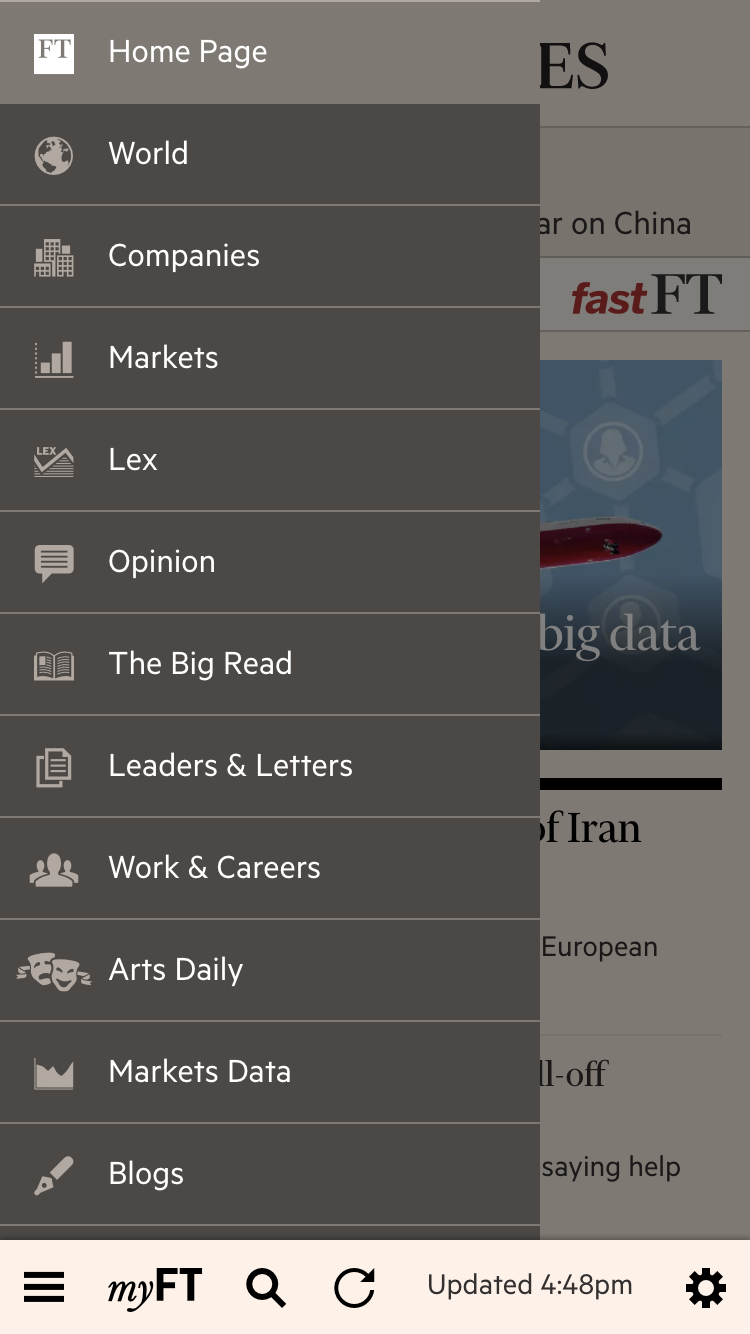 FT Home Page
ES
World
ar on China
Companies
fastFT
Markets
LEX Lex
Opinion
big data
The Big Read
Leaders & Letters
of Iran
Work & Careers
European
Arts Daily
Markets Data
ll-off
Blogs
saying help
myFT Updated 4:48pm